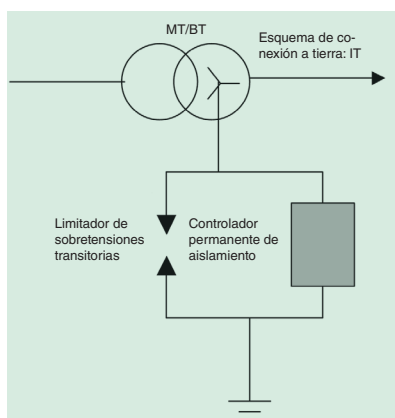 MT/BT
Esquema de co-
nexión a tierra: IT
Limitador de
sobretensiones
transitorias
Controlador
permanente de
aislamiento